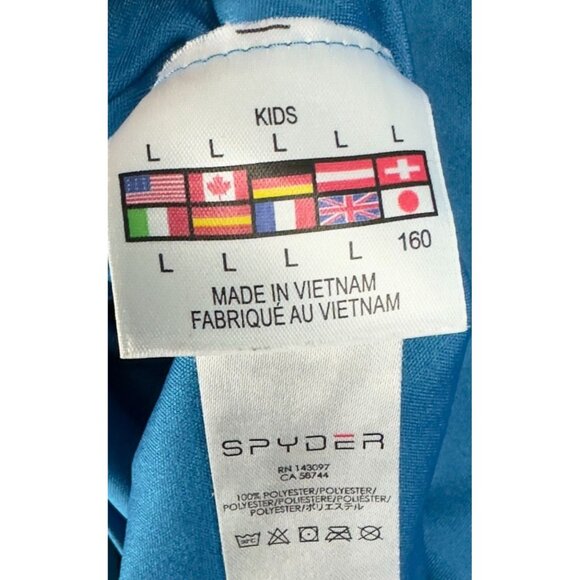 KIDS
L L L L L
L L L L 160
MADE IN VIETNAM
FABRIQUÉ AU VIETNAM
SPYDER
RN 143097
CA 58744
100% POLYESTER/POLYESTER/
POLYESTER/POLIESTERE/POLIÉSTER/
POLYESTER/ポリエステル